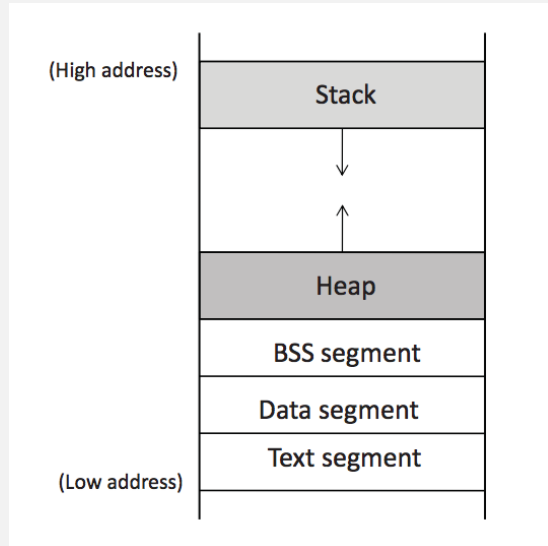 (High address)
Stack
Heap
BSS segment
Data segment
Text segment
(Low address)